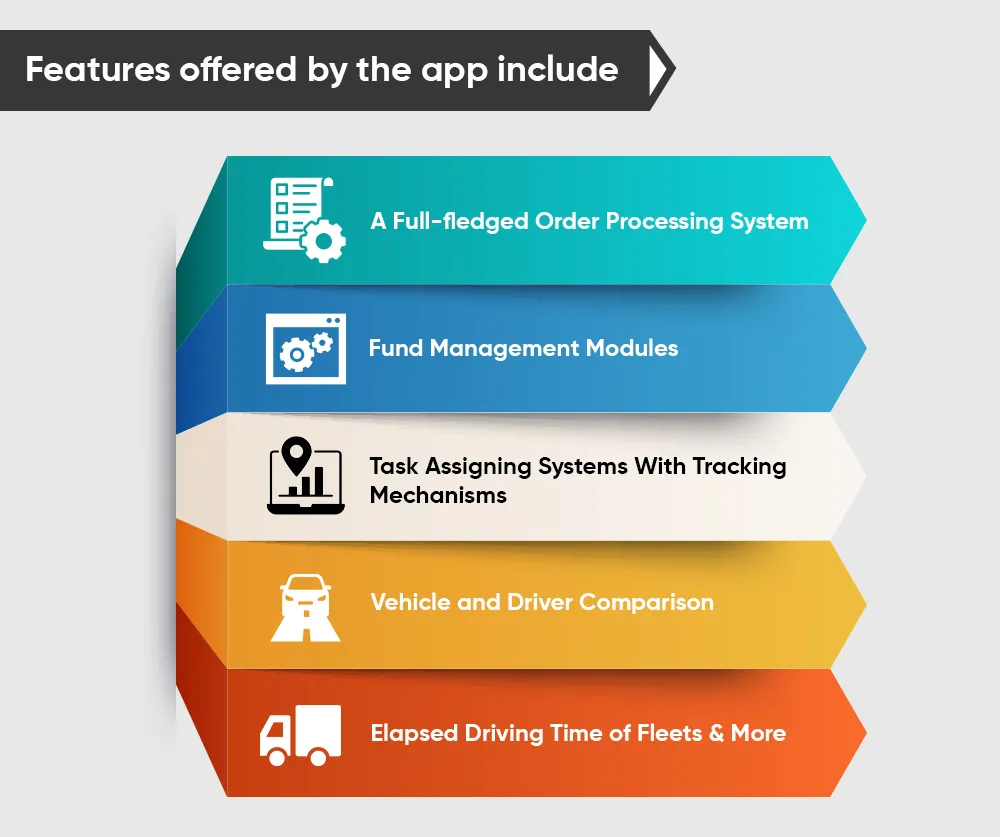 Features offered by the app include
A Full-fledged Order Processing System
Fund Management Modules
Task Assigning Systems With Tracking
Mechanisms
Vehicle and Driver Comparison
Elapsed Driving Time of Fleets & More